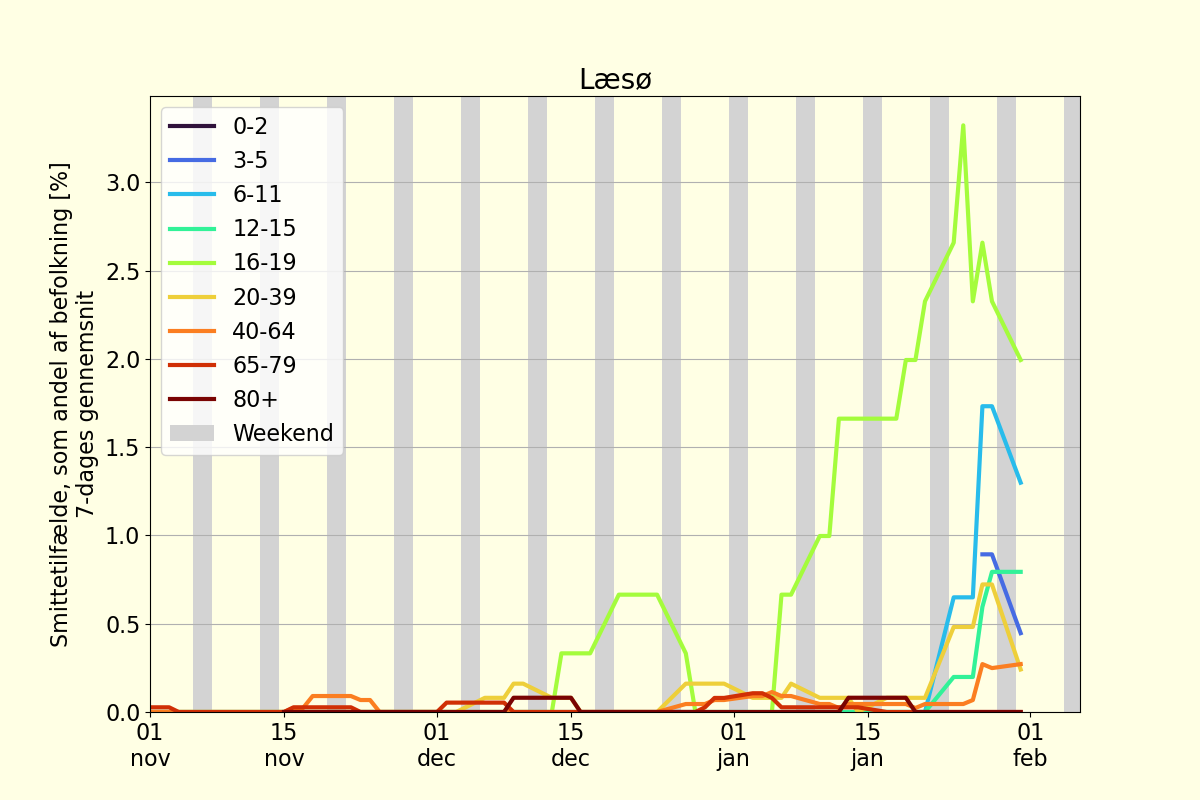 Læsø
Smittetilfælde, som andel af befolkning [%]
7-dages gennemsnit
3.0
2.5
2.0
1.5
1.0
0.5
0.0
0-2
3-5
6-11
12-15
16-19
20-39
40-64
65-79
80+
Weekend
01 15 01 15 01 15 01
nov nov dec dec jan jan feb